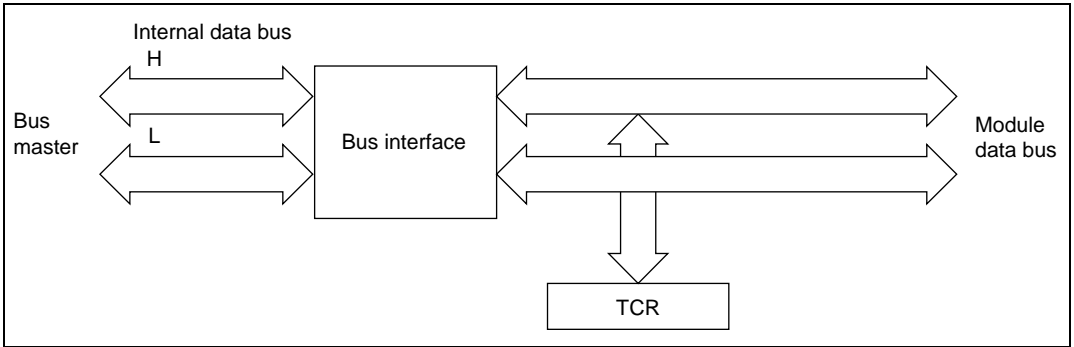 Internal data bus
H
Bus
master
L
Bus interface
Module
data bus
TCR